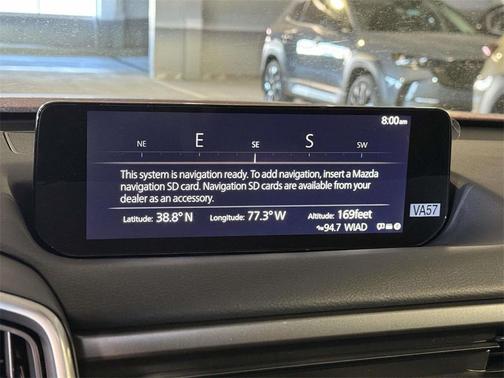 8:00am
NE E SE S SW
This system is navigation ready. To add navigation, insert a Mazda
navigation SD card. Navigation SD cards are available from your
dealer as an accessory.
Latitude: 38.8° N Longitude: 77.3° W Altitude: 169feet
94.7 WIAD
VA57